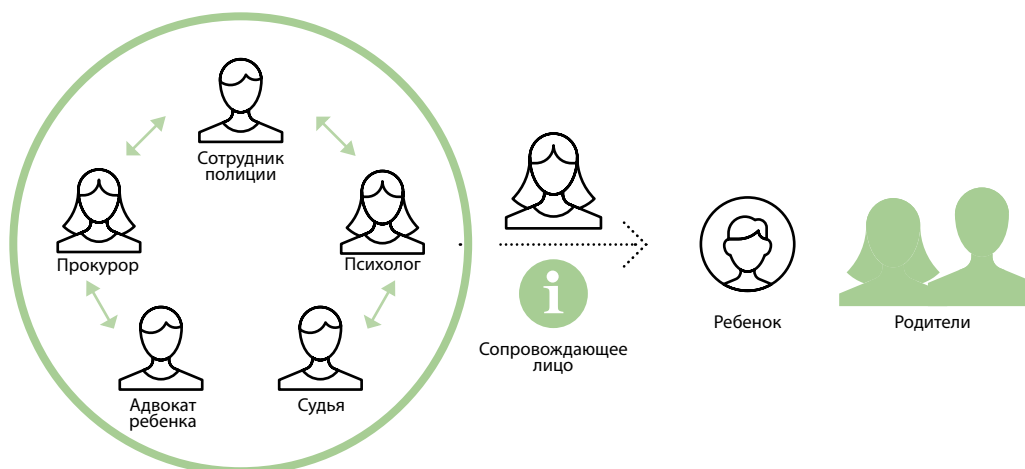 Сотрудник
полиции
Прокурор
Психолог
Адвокат
ребенка
Судья
i
Сопровождающее
лицо
Ребенок
Родители